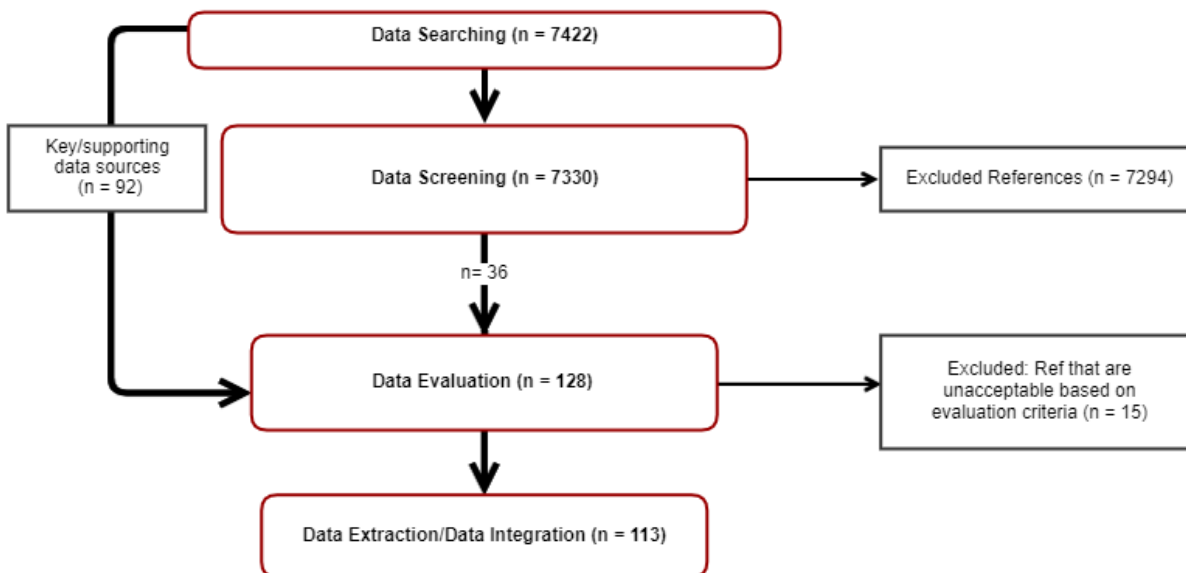 Data Searching (n = 7422)
Key/supporting
data sources
(n = 92)
Data Screening (n = 7330)
Excluded References (n = 7294)
n= 36
Data Evaluation (n = 128)
Excluded: Ref that are
unacceptable based on
evaluation criteria (n = 15)
Data Extraction/Data Integration (n = 113)